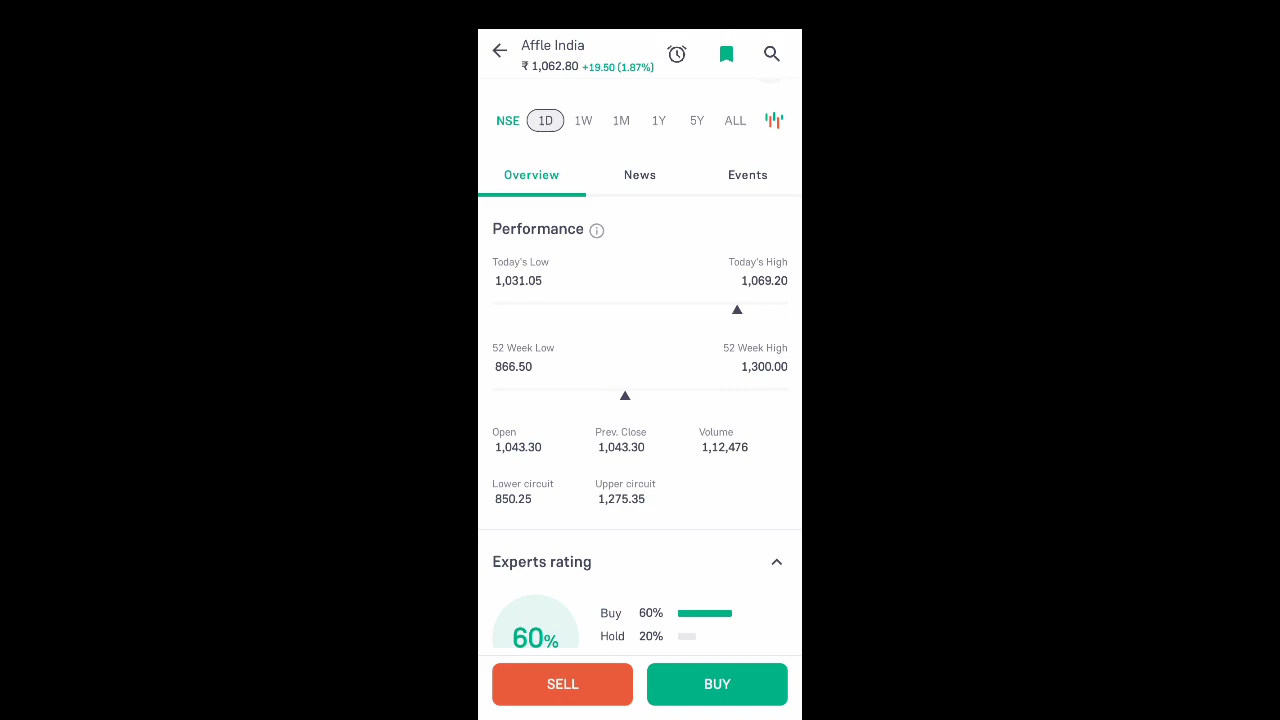 Affle India
₹ 1,062.80 +19.50 (1.87%)
NSE 1D 1W 1M 1Y 5Y ALL
Overview News Events
Performance
Today's Low Today's High
1,031.05 1,069.20
52 Week Low 52 Week High
866.50 1,300.00
Open Prev. Close Volume
1,043.30 1,043.30 1,12,476
Lower circuit Upper circuit
850.25 1,275.35
Experts rating
Buy 60%
60%
Hold 20%
SELL BUY